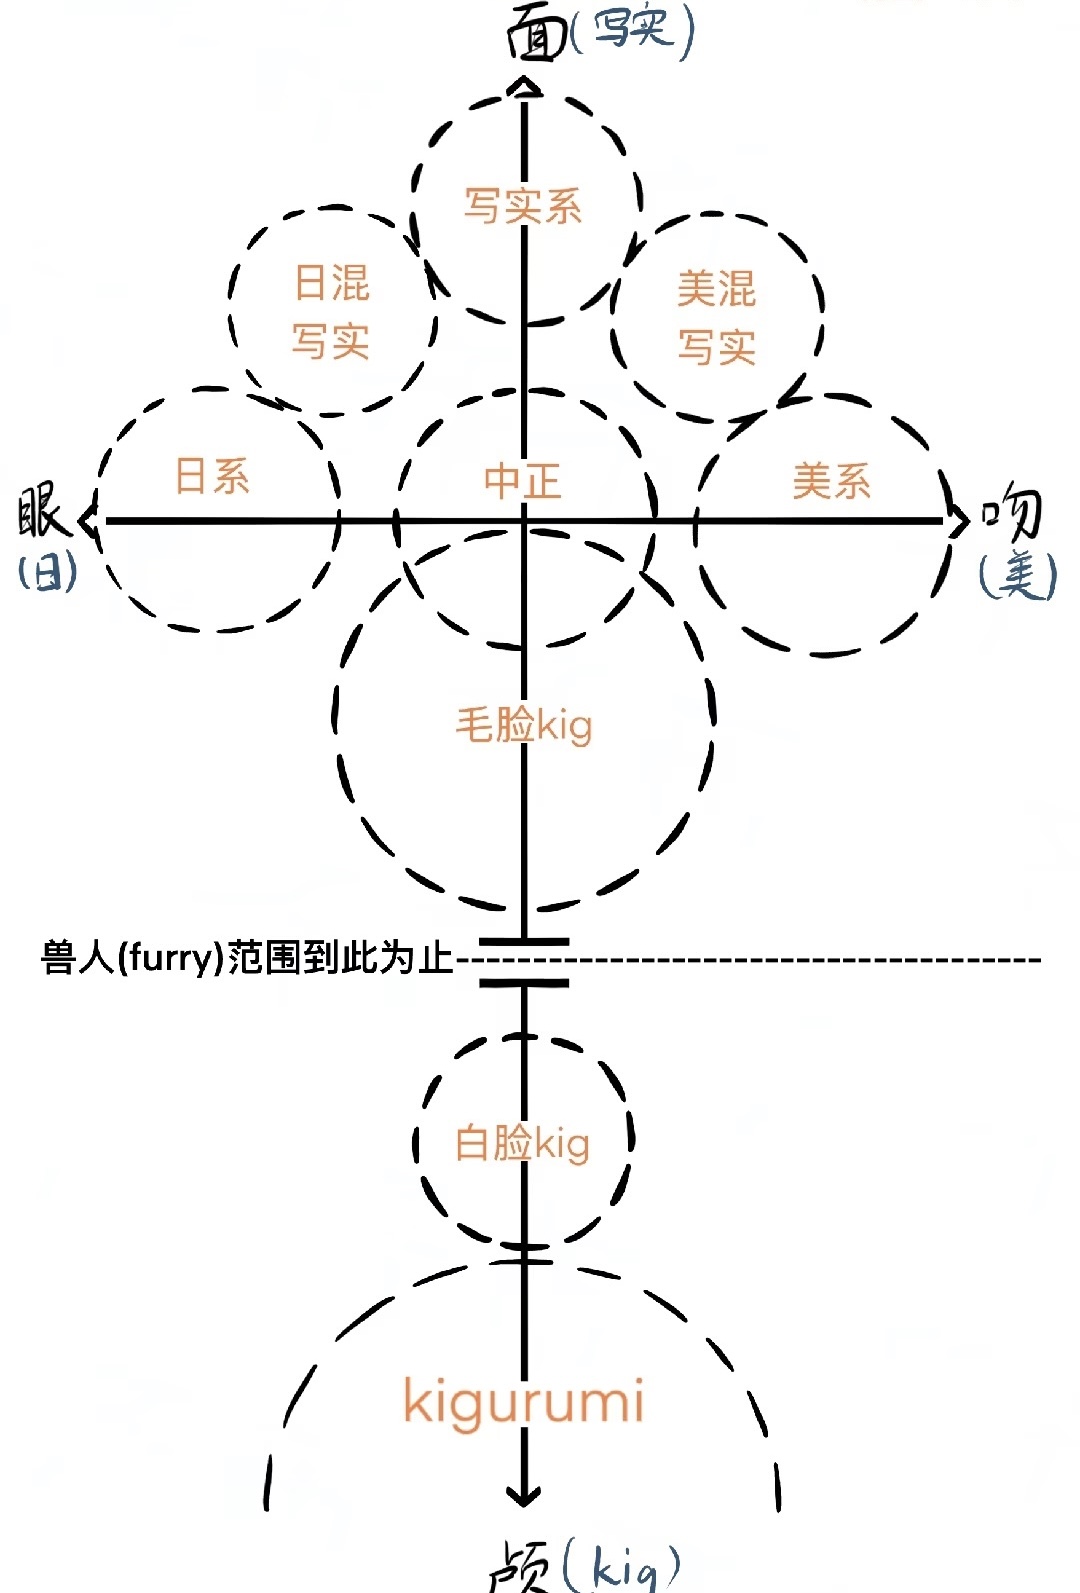 面(写实)
写实系
日混
写实
美混
写实
日系
中正
美系
眼
(日)
吻
(美)
毛脸kig
兽人(furry)范围到此为止
白脸kig
kigurumi
颅(kig)